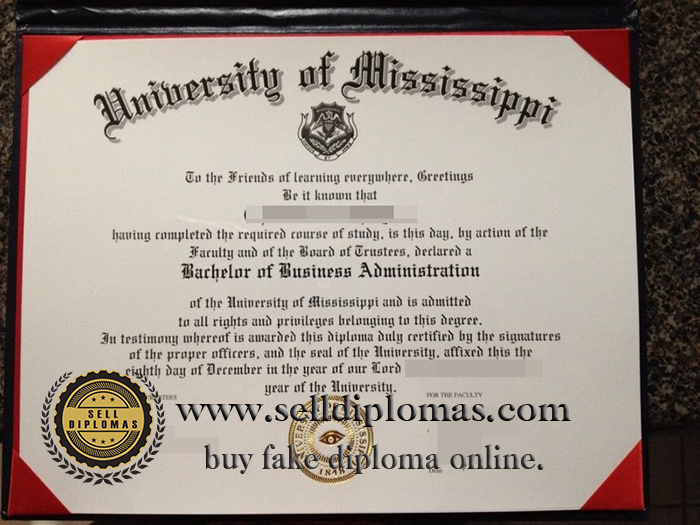 University of Mississippi
To the Friends of learning everywhere, Greetings
Be it known that
having completed the required course of study, is this day, by action of the
Faculty and of the Board of Trustees, declared a
Bachelor of Business Administration
of the University of Mississippi and is admitted
to all rights and privileges belonging to this degree.
In testimony whereof is awarded this diploma duly certified by the signatures
of the proper officers, and the seal of the University, affixed this the
eighth day of December in the year of our Lord
year of the University.
FOR THE FACULTY
SELL
DIPLOMAS
www.selldiplomas.com
buy fake diploma online.